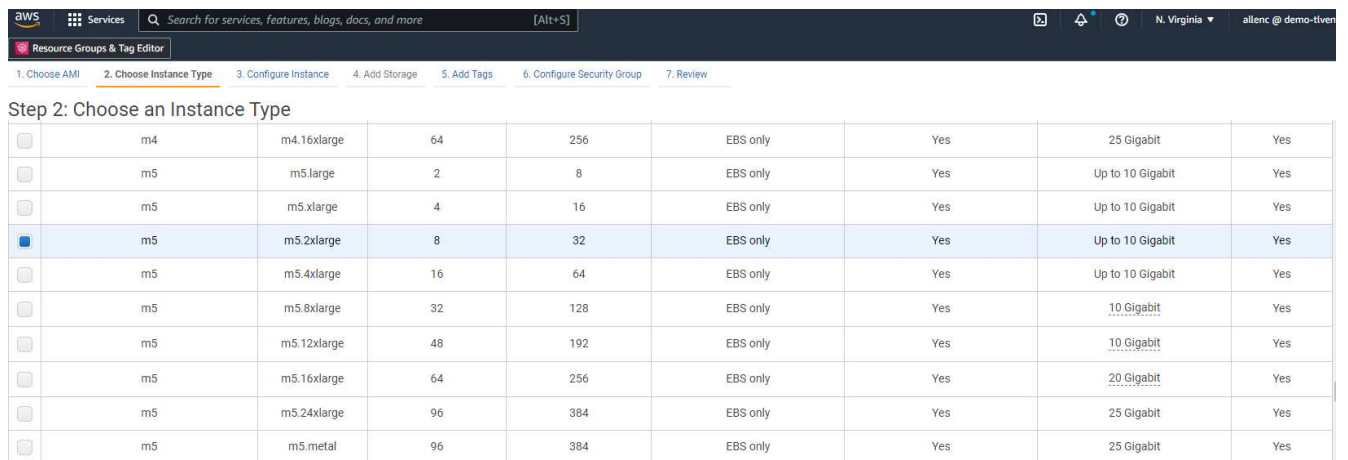 aws Services Search for services, features, blogs, docs, and more [Alt+S] N. Virginia ▼ allenc @ demo-tlven
Resource Groups & Tag Editor
1. Choose AMI 2. Choose Instance Type 3. Configure Instance 4. Add Storage 5. Add Tags 6. Configure Security Group 7. Review
Step 2: Choose an Instance Type
m4 m4.16xlarge 64 256 EBS only Yes 25 Gigabit Yes
m5 m5.large 2 8 EBS only Yes Up to 10 Gigabit Yes
m5 m5.xlarge 4 16 EBS only Yes Up to 10 Gigabit Yes
m5 m5.2xlarge 8 32 EBS only Yes Up to 10 Gigabit Yes
m5 m5.4xlarge 16 64 EBS only Yes Up to 10 Gigabit Yes
m5 m5.8xlarge 32 128 EBS only Yes 10 Gigabit Yes
m5 m5.12xlarge 48 192 EBS only Yes 10 Gigabit Yes
m5 m5.16xlarge 64 256 EBS only Yes 20 Gigabit Yes
m5 m5.24xlarge 96 384 EBS only Yes 25 Gigabit Yes
m5 m5.metal 96 384 EBS only Yes 25 Gigabit Yes